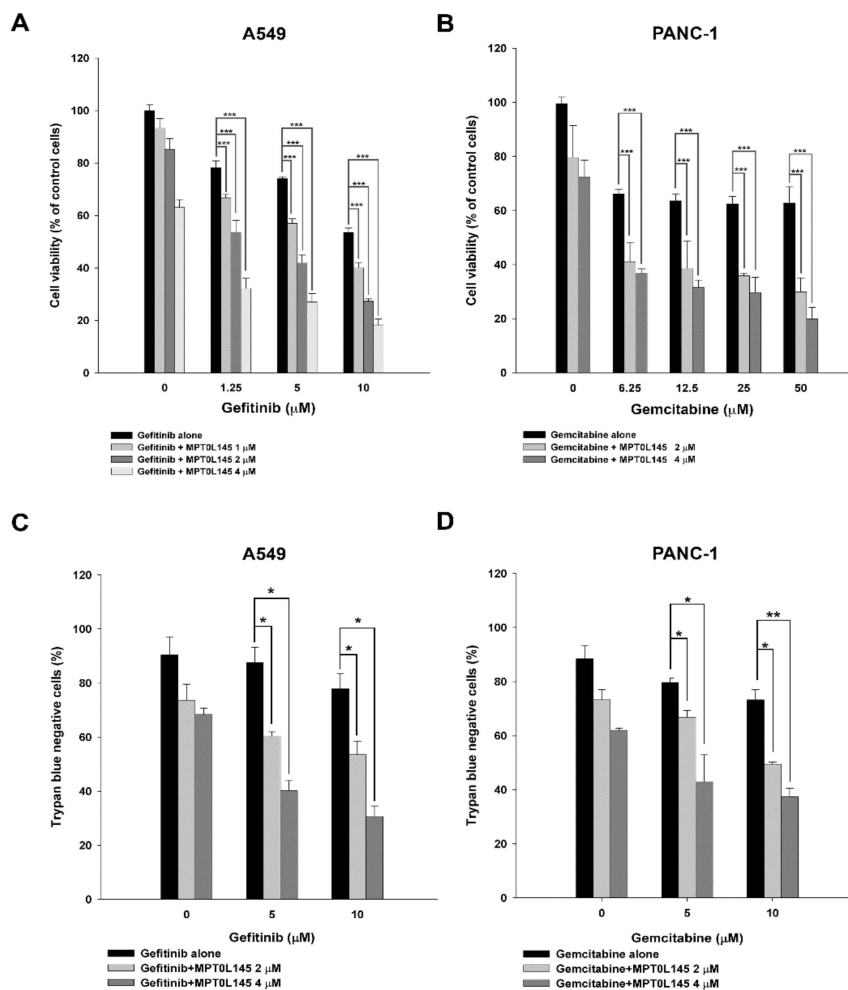 A
A549
Cell viability (% of control cells)
120
100
80
60
40
20
0
***
***
***
***
***
***
***
***
***
0 1.25 5 10
Gefitinib (μM)
Gefitinib alone
Gefitinib + MPT0L145 1 μM
Gefitinib + MPT0L145 2 μM
Gefitinib + MPT0L145 4 μM
B
PANC-1
Cell viability (% of control cells)
120
100
80
60
40
20
0
***
***
***
***
***
***
***
***
0 6.25 12.5 25 50
Gemcitabine (μM)
Gemcitabine alone
Gemcitabine + MPT0L145 2 μM
Gemcitabine + MPT0L145 4 μM
C
A549
Trypan blue negative cells (%)
120
100
80
60
40
20
0
*
*
*
*
0 5 10
Gefitinib (μM)
Gefitinib alone
Gefitinib+MPT0L145 2 μM
Gefitinib+MPT0L145 4 μM
D
PANC-1
Trypan blue negative cells (%)
120
100
80
60
40
20
0
*
*
**
*
0 5 10
Gemcitabine (μM)
Gemcitabine alone
Gemcitabine+MPT0L145 2 μM
Gemcitabine+MPT0L145 4 μM